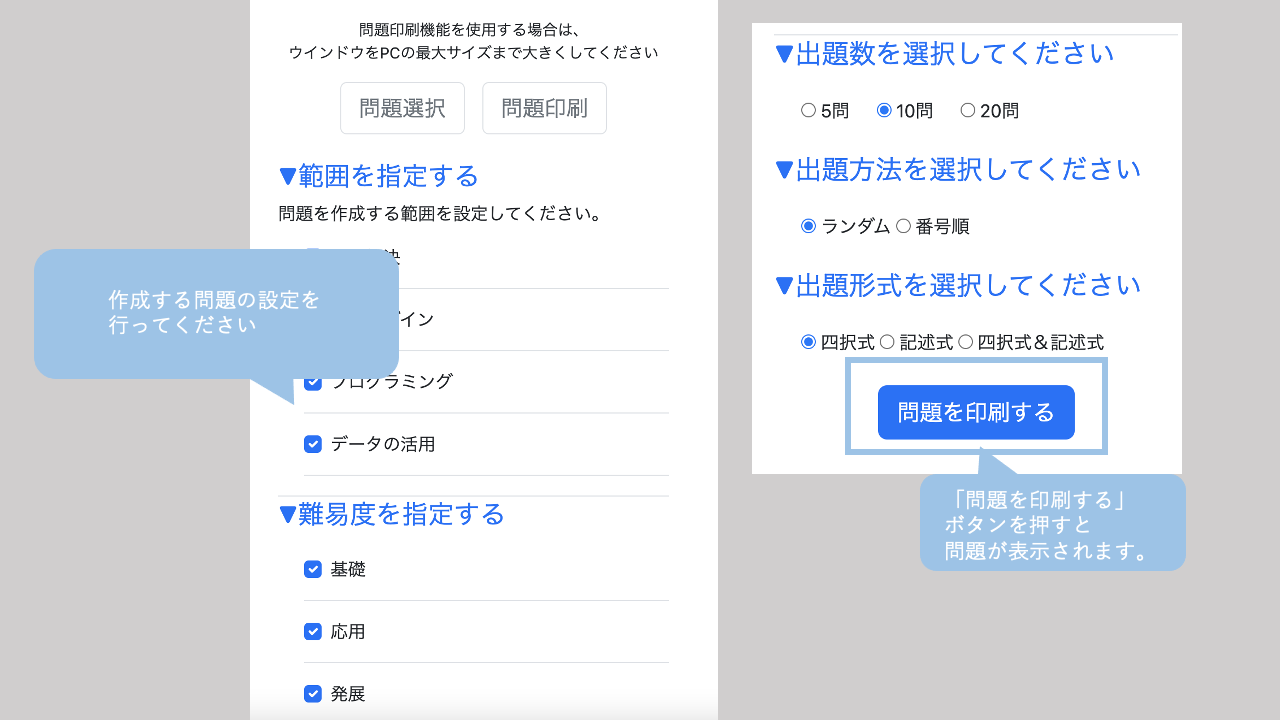 問題印刷機能を使用する場合は、
ウインドウをPCの最大サイズまで大きくしてください
問題選択 問題印刷
▼範囲を指定する
問題を作成する範囲を設定してください。
決
イン
作成する問題の設定を
行ってください
プログラミング
データの活用
▼難易度を指定する
基礎
応用
発展
▼出題数を選択してください
5問 10問 20問
▼出題方法を選択してください
ランダム 番号順
▼出題形式を選択してください
四択式 記述式 四択式&記述式
問題を印刷する
「問題を印刷する」
ボタンを押すと
問題が表示されます。